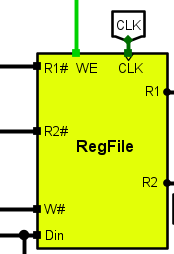 CLK
R1# WE CLK
R1
R2#
RegFile
R2
W#
Din